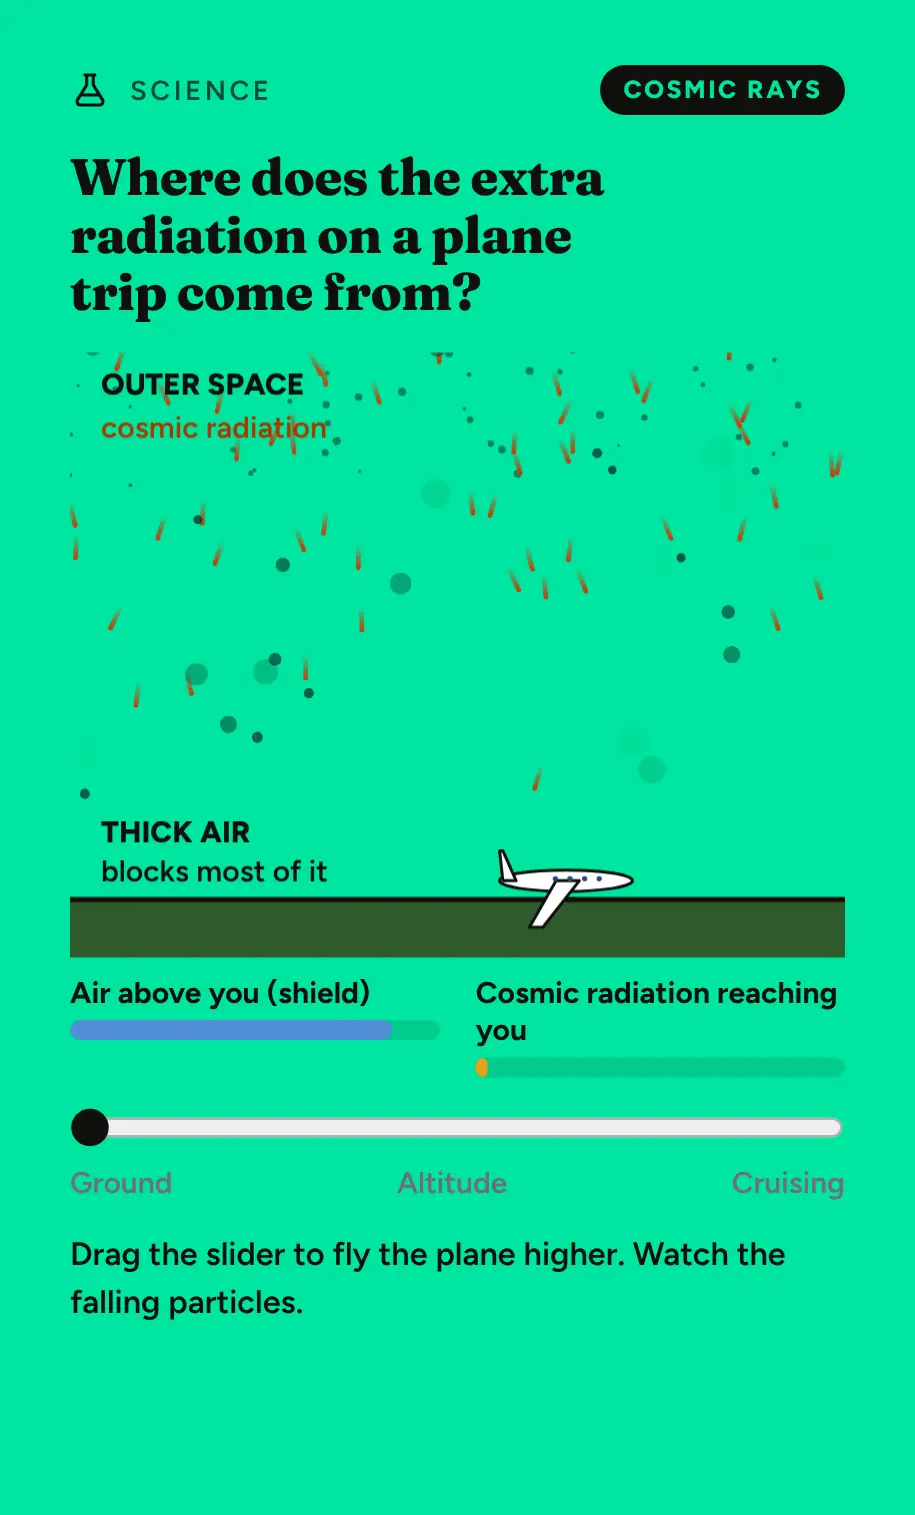 SCIENCE
COSMIC RAYS
Where does the extra
radiation on a plane
trip come from?
OUTER SPACE
cosmic radiation
THICK AIR
blocks most of it
Air above you (shield)
Cosmic radiation reaching
you
Ground
Altitude
Cruising
Drag the slider to fly the plane higher. Watch the
falling particles.